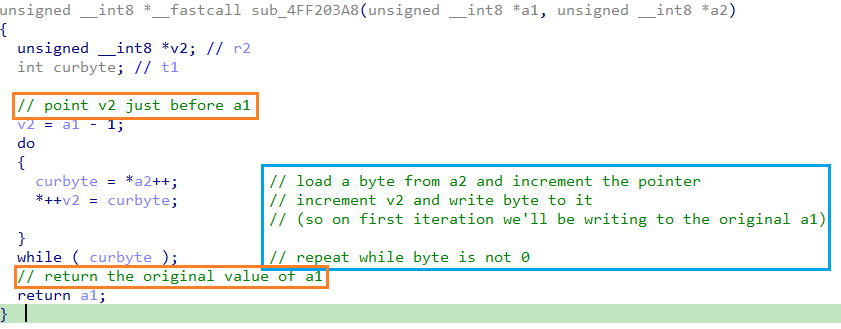 unsigned __int8 *__fastcall sub_4FF203A8(unsigned __int8 *a1, unsigned __int8 *a2)
{
  unsigned __int8 *v2; // r2
  int curbyte; // t1

  // point v2 just before a1
  v2 = a1 - 1;
  do
  {
    curbyte = *a2++;           // load a byte from a2 and increment the pointer
    *++v2 = curbyte;           // increment v2 and write byte to it
                               // (so on first iteration we'll be writing to the original a1)
  }
  while ( curbyte );           // repeat while byte is not 0
  // return the original value of a1
  return a1;
}